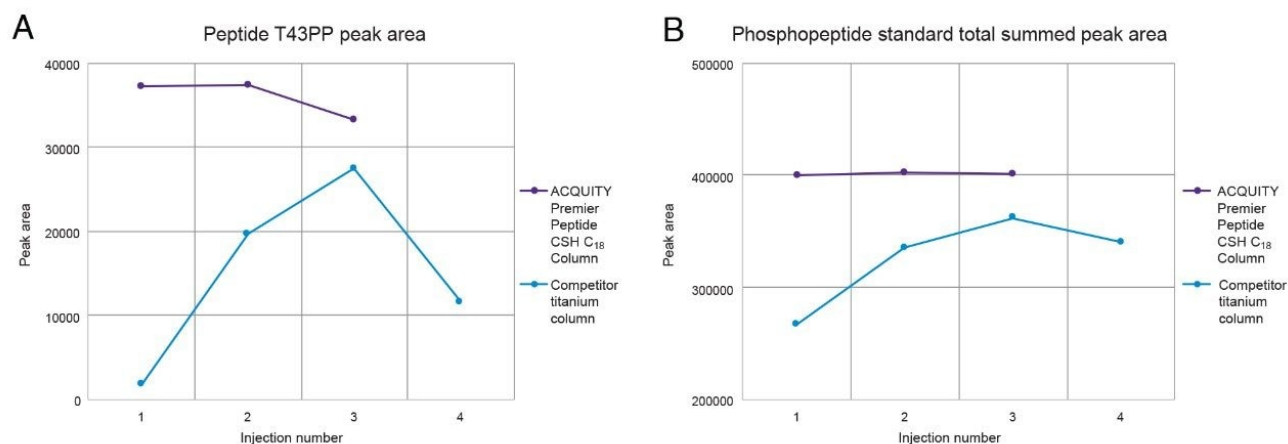 A
Peptide T43PP peak area
40000
30000
20000
10000
0
Peak area
1 2 3 4
Injection number
ACQUITY
Premier
Peptide
CSH C₁₈
Column
Competitor
titanium
column
B
Phosphopeptide standard total summed peak area
500000
400000
300000
200000
Peak area
1 2 3 4
Injection number
ACQUITY
Premier
Peptide
CSH C₁₈
Column
Competitor
titanium
column